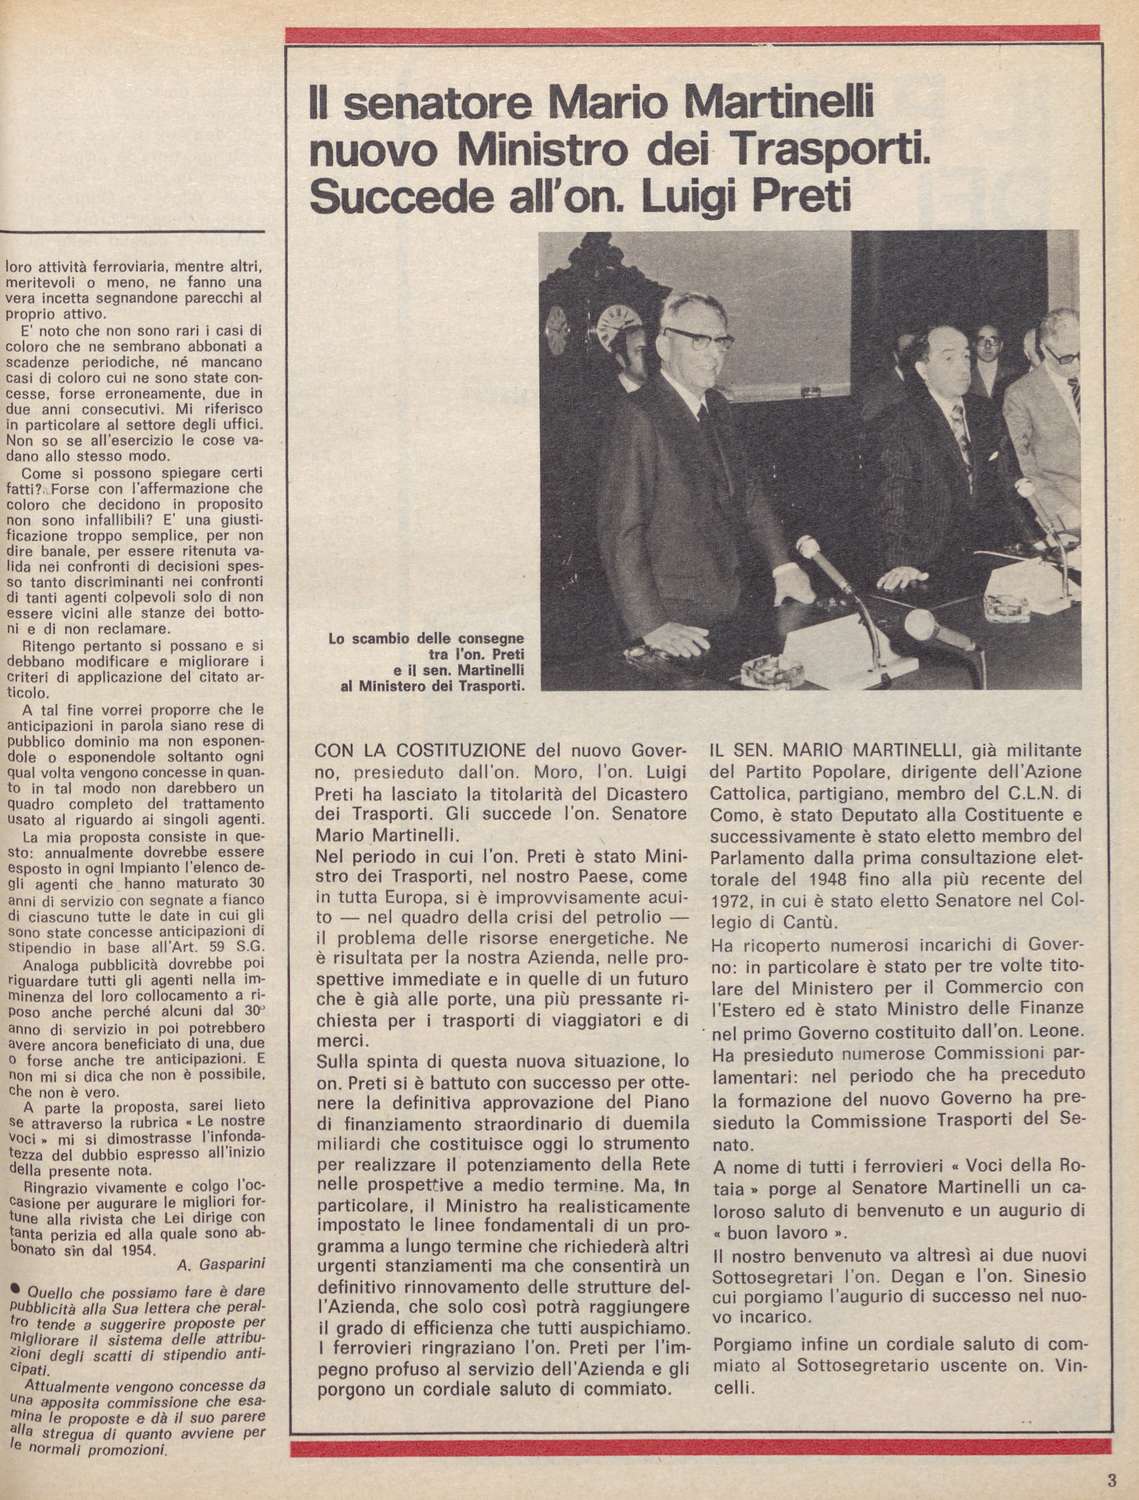 loro attività ferroviaria, mentre altri,
meritevoli o meno, ne fanno una
vera incetta segnandone parecchi al
proprio attivo.
E' noto che non sono rari i casi di
coloro che ne sembrano abbonati a
scadenze periodiche, né mancano
casi di coloro cui ne sono state con-
cesse, forse erroneamente, due in
due anni consecutivi. Mi riferisco
in particolare al settore degli uffici.
Non so se all'esercizio le cose va-
dano allo stesso modo.
Come si possono spiegare certi
fatti? Forse con l'affermazione che
coloro che decidono in proposito
non sono infallibili? E' una giusti-
ficazione troppo semplice, per non
dire banale, per essere ritenuta va-
lida nei confronti di decisioni spes-
so tanto discriminanti nei confronti
di tanti agenti colpevoli solo di non
essere vicini alle stanze dei botto-
ni e di non reclamare.
Ritengo pertanto si possano e si
debbano modificare e migliorare i
criteri di applicazione del citato ar-
ticolo.
A tal fine vorrei proporre che le
anticipazioni in parola siano rese di
pubblico dominio ma non esponen-
dole o esponendole soltanto ogni
qual volta vengono concesse in quan-
to in tal modo non darebbero un
quadro completo del trattamento
usato al riguardo ai singoli agenti.
La mia proposta consiste in que-
sto: annualmente dovrebbe essere
esposto in ogni Impianto l'elenco de-
gli agenti che hanno maturato 30
anni di servizio con segnate a fianco
di ciascuno tutte le date in cui gli
sono state concesse anticipazioni di
stipendio in base all'Art. 59 S.G.
Analoga pubblicità dovrebbe poi
riguardare tutti gli agenti nella im-
minenza del loro collocamento a ri-
poso anche perché alcuni dal 30°
anno di servizio in poi potrebbero
avere ancora beneficiato di una, due
o forse anche tre anticipazioni. E
non mi si dica che non è possibile,
che non è vero.
A parte la proposta, sarei lieto
se attraverso la rubrica « Le nostre
voci » mi si dimostrasse l'infonda-
tezza del dubbio espresso all'inizio
della presente nota.
Ringrazio vivamente e colgo l'oc-
casione per augurare le migliori for-
tune alla rivista che Lei dirige con
tanta perizia ed alla quale sono ab-
bonato sin dal 1954.
A. Gasparini
● Quello che possiamo fare è dare
pubblicità alla Sua lettera che peral-
tro tende a suggerire proposte per
migliorare il sistema delle attribu-
zioni degli scatti di stipendio anti-
cipati.
Attualmente vengono concesse da
una apposita commissione che esa-
mina le proposte e dà il suo parere
alla stregua di quanto avviene per
le normali promozioni.
Il senatore Mario Martinelli
nuovo Ministro dei Trasporti.
Succede all'on. Luigi Preti
Lo scambio delle consegne
tra l'on. Preti
e il sen. Martinelli
al Ministero dei Trasporti.
CON LA COSTITUZIONE del nuovo Gover-
no, presieduto dall'on. Moro, l'on. Luigi
Preti ha lasciato la titolarità del Dicastero
dei Trasporti. Gli succede l'on. Senatore
Mario Martinelli.
Nel periodo in cui l'on. Preti è stato Mini-
stro dei Trasporti, nel nostro Paese, come
in tutta Europa, si è improvvisamente acui-
to — nel quadro della crisi del petrolio —
il problema delle risorse energetiche. Ne
è risultata per la nostra Azienda, nelle pro-
spettive immediate e in quelle di un futuro
che è già alle porte, una più pressante ri-
chiesta per i trasporti di viaggiatori e di
merci.
Sulla spinta di questa nuova situazione, lo
on. Preti si è battuto con successo per otte-
nere la definitiva approvazione del Piano
di finanziamento straordinario di duemila
miliardi che costituisce oggi lo strumento
per realizzare il potenziamento della Rete
nelle prospettive a medio termine. Ma, in
particolare, il Ministro ha realisticamente
impostato le linee fondamentali di un pro-
gramma a lungo termine che richiederà altri
urgenti stanziamenti ma che consentirà un
definitivo rinnovamento delle strutture del-
l'Azienda, che solo così potrà raggiungere
il grado di efficienza che tutti auspichiamo.
I ferrovieri ringraziano l'on. Preti per l'im-
pegno profuso al servizio dell'Azienda e gli
porgono un cordiale saluto di commiato.
IL SEN. MARIO MARTINELLI, già militante
del Partito Popolare, dirigente dell'Azione
Cattolica, partigiano, membro del C.L.N. di
Como, è stato Deputato alla Costituente e
successivamente è stato eletto membro del
Parlamento dalla prima consultazione elet-
torale del 1948 fino alla più recente del
1972, in cui è stato eletto Senatore nel Col-
legio di Cantù.
Ha ricoperto numerosi incarichi di Gover-
no: in particolare è stato per tre volte tito-
lare del Ministero per il Commercio con
l'Estero ed è stato Ministro delle Finanze
nel primo Governo costituito dall'on. Leone.
Ha presieduto numerose Commissioni par-
lamentari: nel periodo che ha preceduto
la formazione del nuovo Governo ha pre-
sieduto la Commissione Trasporti del Se-
nato.
A nome di tutti i ferrovieri « Voci della Ro-
taia » porge al Senatore Martinelli un ca-
loroso saluto di benvenuto e un augurio di
« buon lavoro ».
Il nostro benvenuto va altresì ai due nuovi
Sottosegretari l'on. Degan e l'on. Sinesio
cui porgiamo l'augurio di successo nel nuo-
vo incarico.
Porgiamo infine un cordiale saluto di com-
miato al Sottosegretario uscente on. Vin-
celli.
3